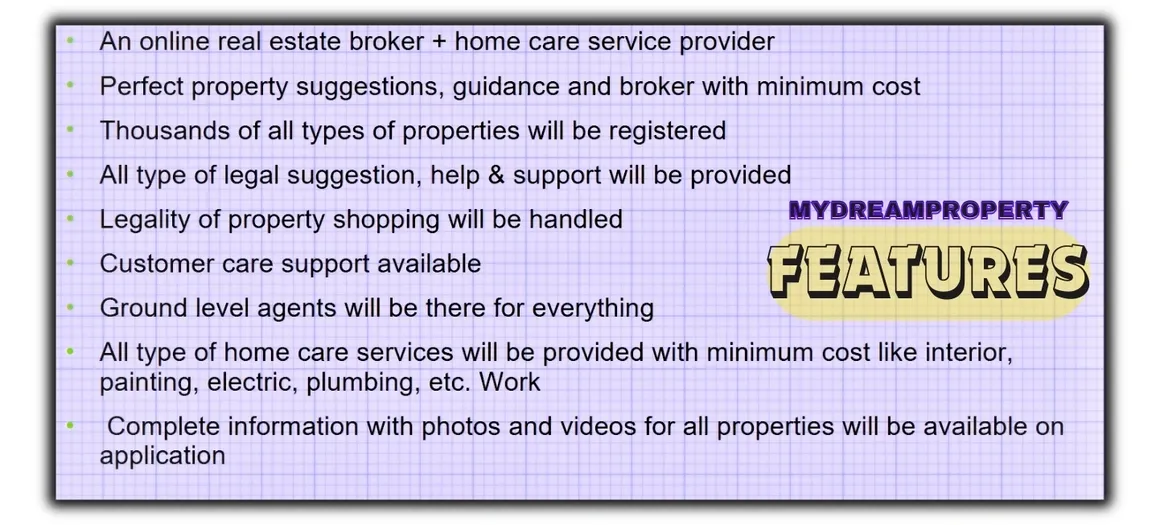 • An online real estate broker + home care service provider
• Perfect property suggestions, guidance and broker with minimum cost
• Thousands of all types of properties will be registered
• All type of legal suggestion, help & support will be provided
• Legality of property shopping will be handled
• Customer care support available
• Ground level agents will be there for everything
• All type of home care services will be provided with minimum cost like interior,
painting, electric, plumbing, etc. Work
• Complete information with photos and videos for all properties will be available on
application
MYDREAMPROPERTY
FEATURES